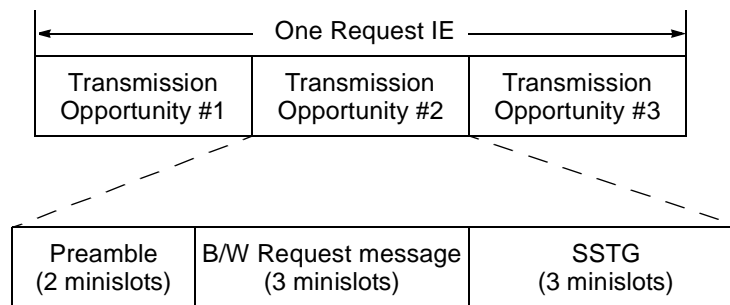 One Request IE
Transmission Opportunity #1
Transmission Opportunity #2
Transmission Opportunity #3
Preamble
(2 minislots)
B/W Request message
(3 minislots)
SSTG
(3 minislots)